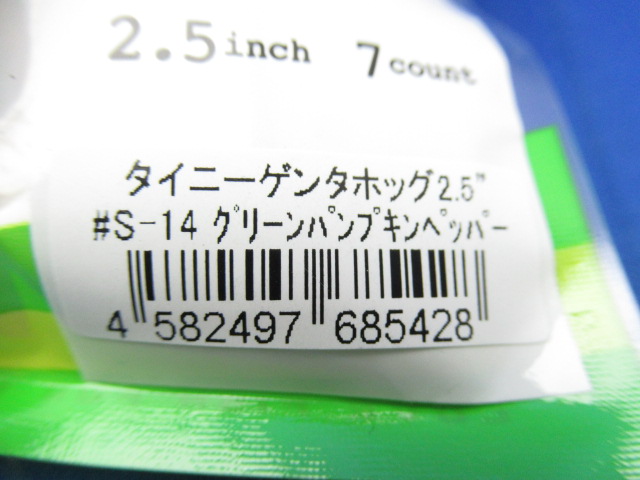 2.5inch 7count
タイニーゲンタホッグ2.5"
#S-14 グリーンパンプキンペッパー
4 582497 685428